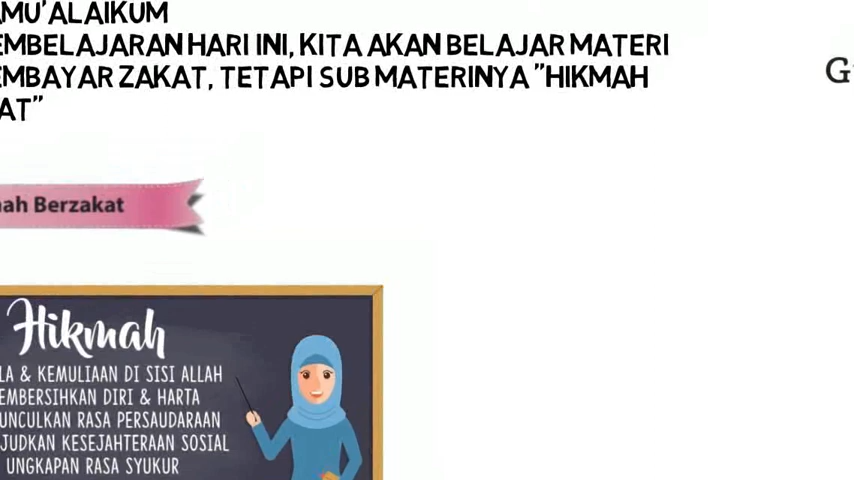 AMU'ALAIKUM
EMBELAJARAN HARI INI, KITA AKAN BELAJAR MATERI
EMBAYAR ZAKAT, TETAPI SUB MATERINYA "HIKMAH
AT"
G
ah Berzakat
Hikmah
LA & KEMULIAAN DI SISI ALLAH
EMBERSIHKAN DIRI & HARTA
UNCULKAN RASA PERSAUDARAAN
JUDKAN KESEJAHTERAAN SOSIAL
UNGKAPAN RASA SYUKUR